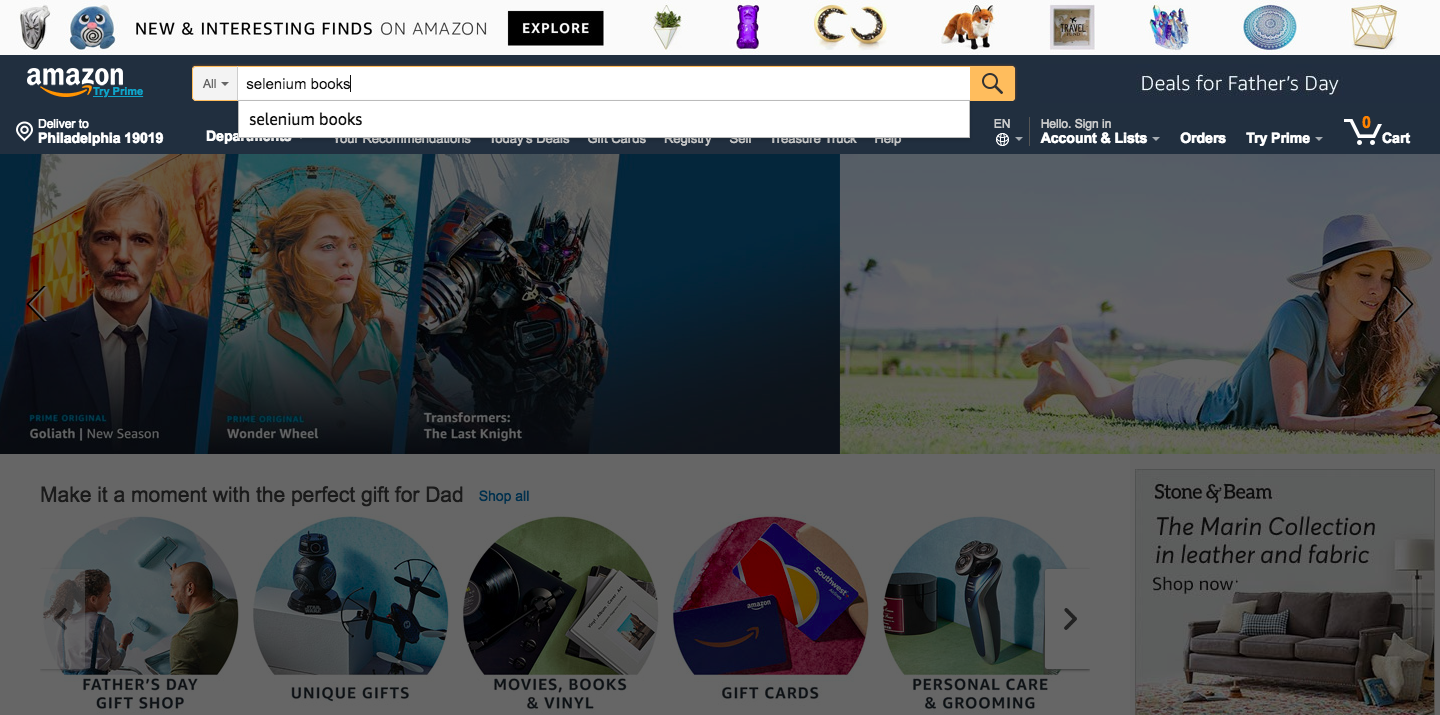 NEW & INTERESTING FINDS ON AMAZON EXPLORE
TRAVEL
amazon
Try Prime
All
selenium books
Deals for Father's Day
selenium books
Deliver to
Philadelphia 19019
Departments
Your Recommendations
Today's Deals
Gift Cards
Registry
Sell
Treasure Truck
Help
EN
Hello. Sign in
Account & Lists
Orders
Try Prime
0
Cart
PRIME ORIGINAL
Goliath | New Season
PRIME ORIGINAL
Wonder Wheel
Transformers:
The Last Knight
Make it a moment with the perfect gift for Dad Shop all
STAR
WARS
amazon
Southwest
FATHER'S DAY
GIFT SHOP
UNIQUE GIFTS
MOVIES, BOOKS
& VINYL
GIFT CARDS
PERSONAL CARE
& GROOMING
Stone & Beam
The Marin Collection
in leather and fabric
Shop now